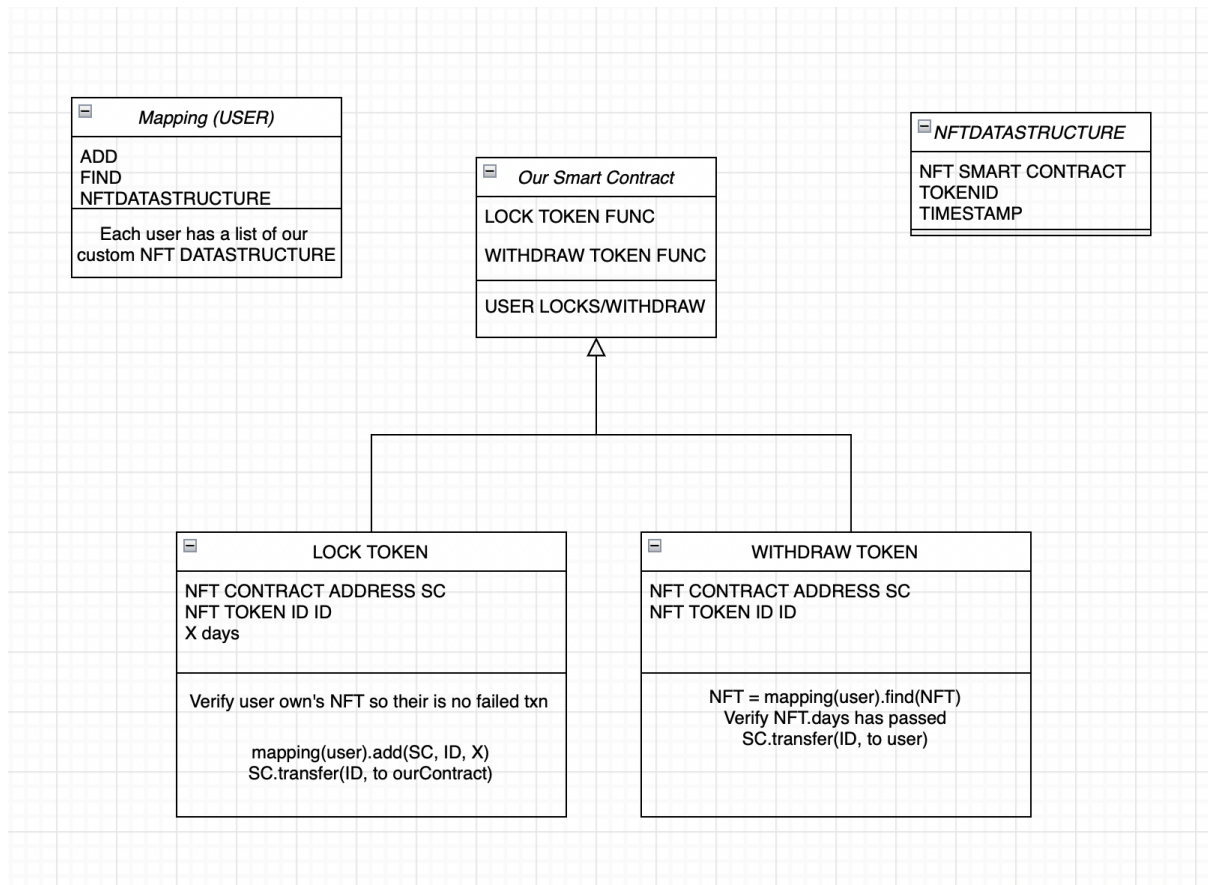 Mapping (USER)
ADD
FIND
NFTDATASTRUCTURE
Each user has a list of our
custom NFT DATASTRUCTURE
Our Smart Contract
LOCK TOKEN FUNC
WITHDRAW TOKEN FUNC
USER LOCKS/WITHDRAW
NFTDATASTRUCTURE
NFT SMART CONTRACT
TOKENID
TIMESTAMP
LOCK TOKEN
NFT CONTRACT ADDRESS SC
NFT TOKEN ID ID
X days
Verify user own's NFT so their is no failed txn
mapping(user).add(SC, ID, X)
SC.transfer(ID, to ourContract)
WITHDRAW TOKEN
NFT CONTRACT ADDRESS SC
NFT TOKEN ID ID
NFT = mapping(user).find(NFT)
Verify NFT.days has passed
SC.transfer(ID, to user)